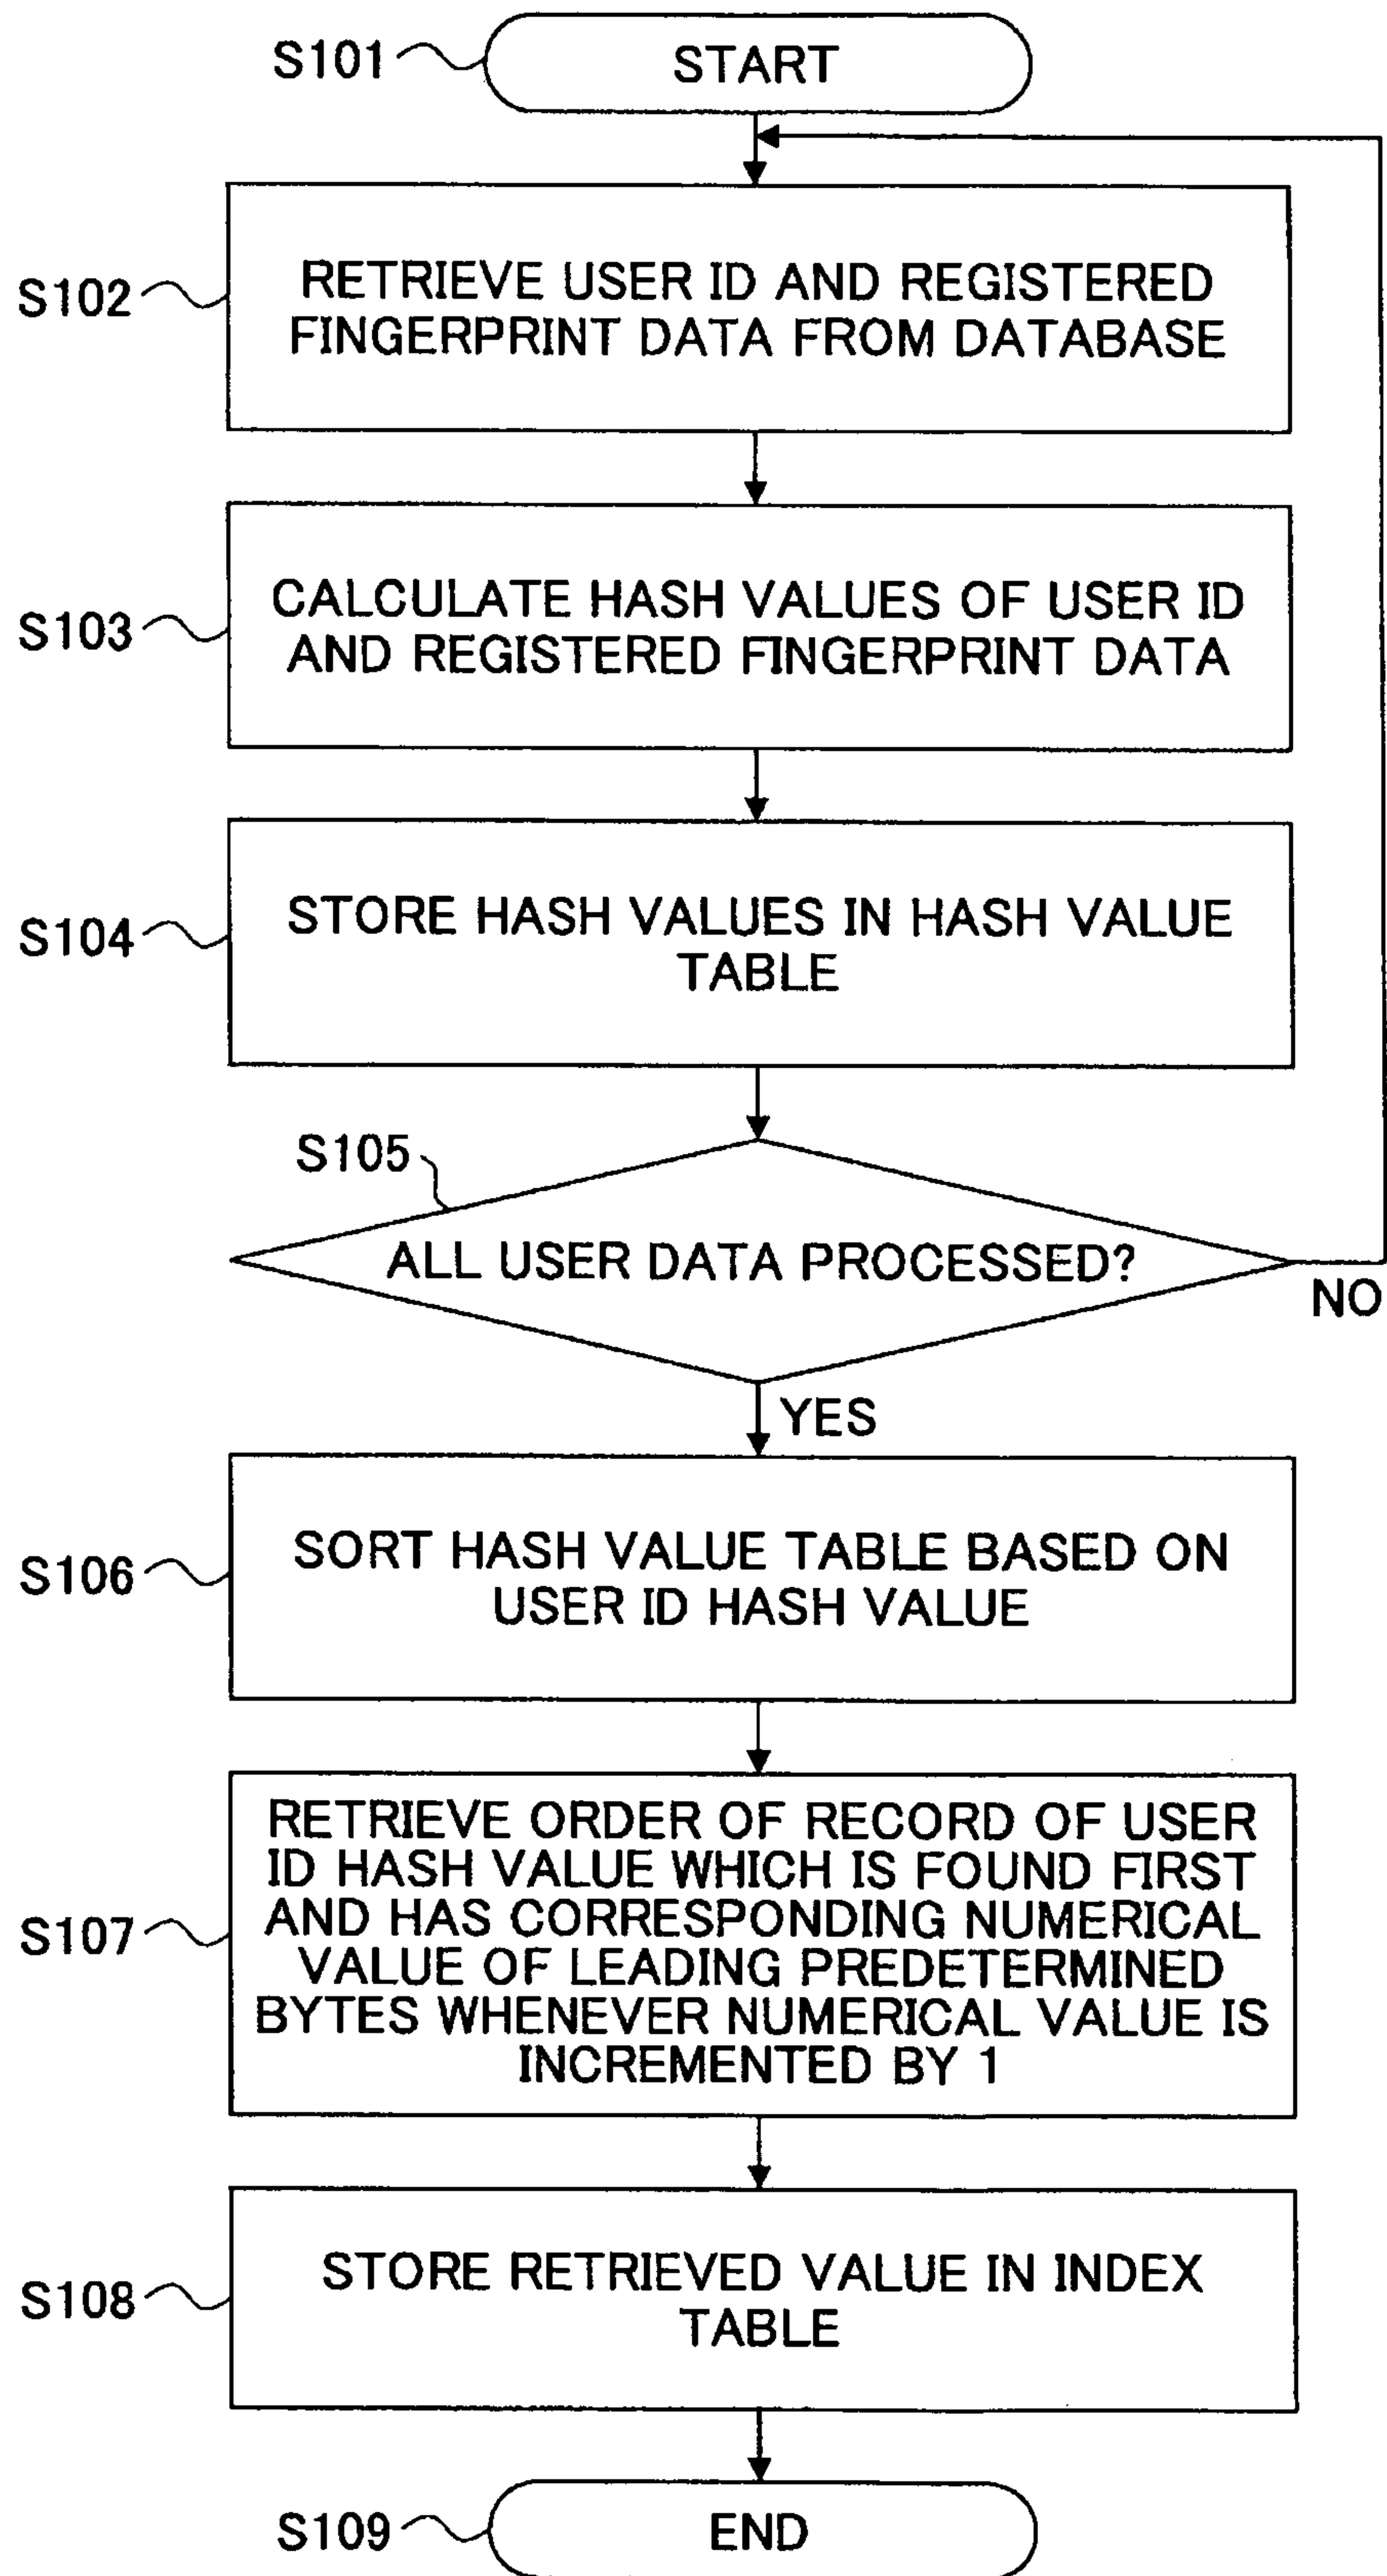 S101
START
S102
RETRIEVE USER ID AND REGISTERED
FINGERPRINT DATA FROM DATABASE
S103
CALCULATE HASH VALUES OF USER ID
AND REGISTERED FINGERPRINT DATA
S104
STORE HASH VALUES IN HASH VALUE
TABLE
S105
ALL USER DATA PROCESSED?
NO
YES
S106
SORT HASH VALUE TABLE BASED ON
USER ID HASH VALUE
S107
RETRIEVE ORDER OF RECORD OF USER
ID HASH VALUE WHICH IS FOUND FIRST
AND HAS CORRESPONDING NUMERICAL
VALUE OF LEADING PREDETERMINED
BYTES WHENEVER NUMERICAL VALUE IS
INCREMENTED BY 1
S108
STORE RETRIEVED VALUE IN INDEX
TABLE
S109
END